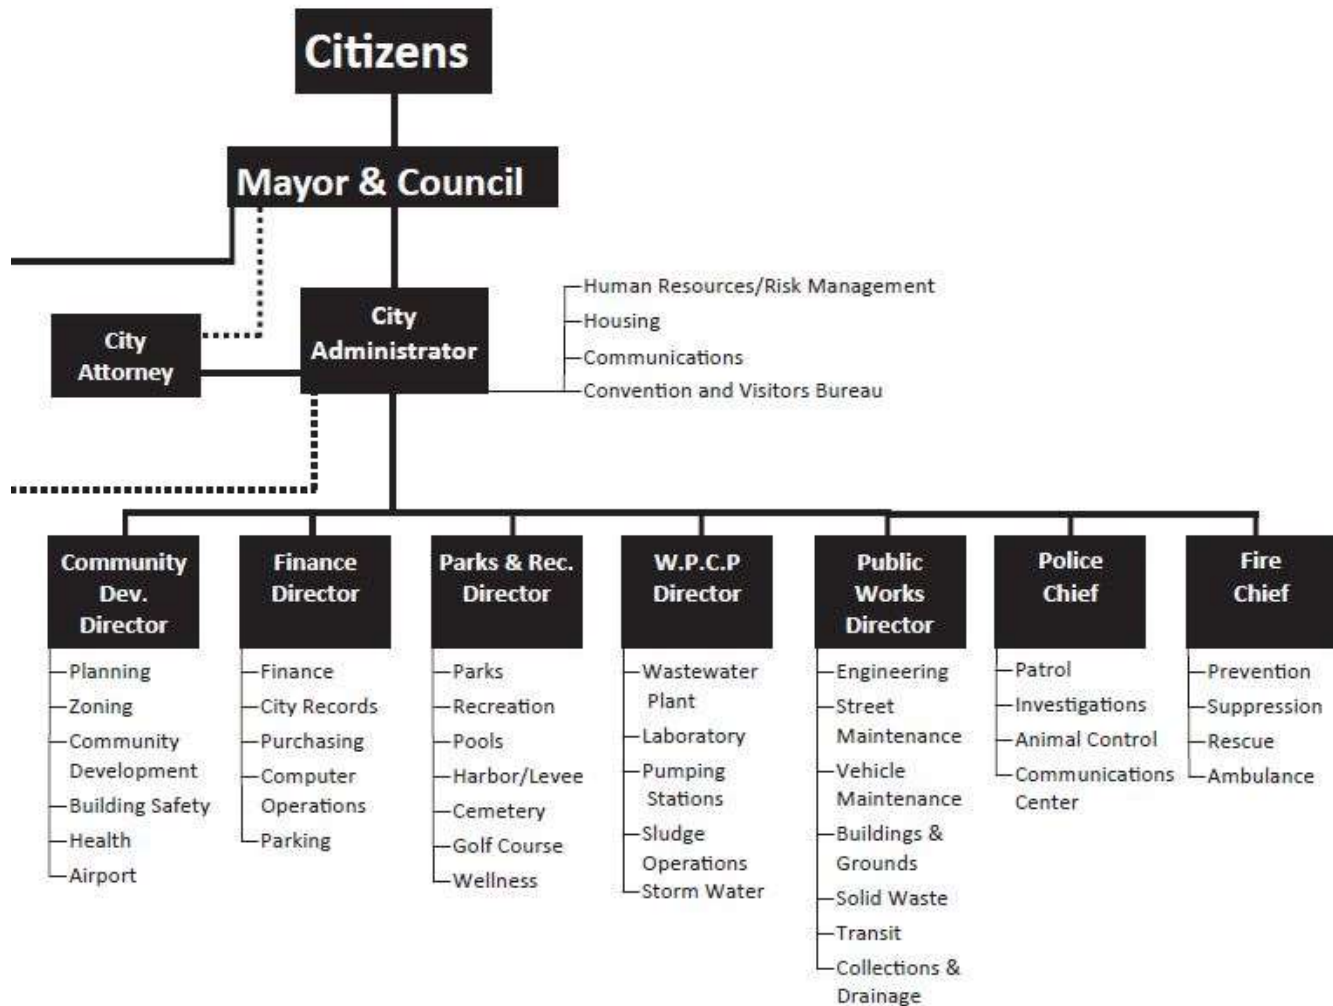 Citizens
Mayor & Council
City
Administrator
Human Resources/Risk Management
Housing
Communications
Convention and Visitors Bureau
City
Attorney
Community
Dev.
Director
Planning
Zoning
Community
Development
Building Safety
Health
Airport
Finance
Director
Finance
City Records
Purchasing
Computer
Operations
Parking
Parks & Rec.
Director
Parks
Recreation
Pools
Harbor/Levee
Cemetery
Golf Course
Wellness
W.P.C.P
Director
Wastewater
Plant
Laboratory
Pumping
Stations
Sludge
Operations
Storm Water
Public
Works
Director
Engineering
Street
Maintenance
Vehicle
Maintenance
Buildings &
Grounds
Solid Waste
Transit
Collections &
Drainage
Police
Chief
Patrol
Investigations
Animal Control
Communications
Center
Fire
Chief
Prevention
Suppression
Rescue
Ambulance